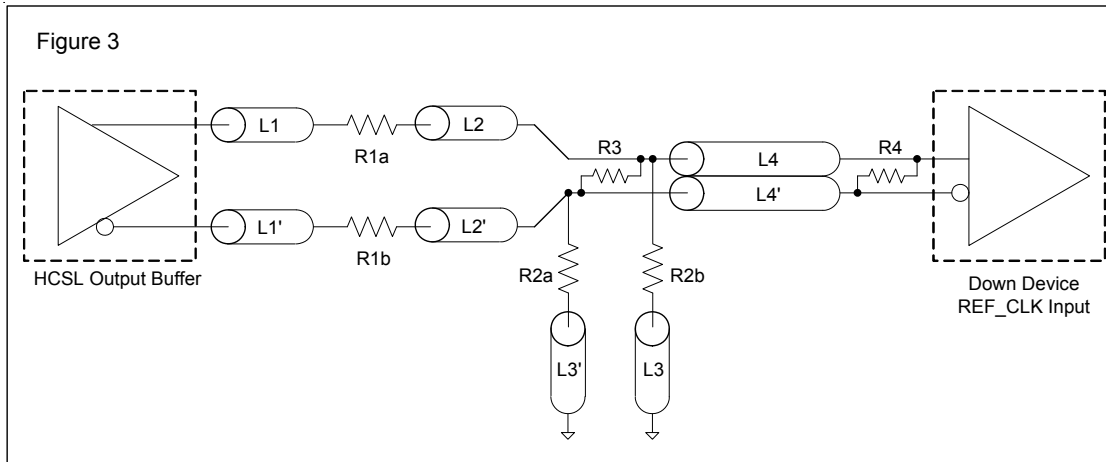 Figure 3
L1
R1a
L2
R3
L4
R4
L4'
L1'
R1b
L2'
HCSL Output Buffer
R2a
R2b
L3'
L3
Down Device
REF_CLK Input